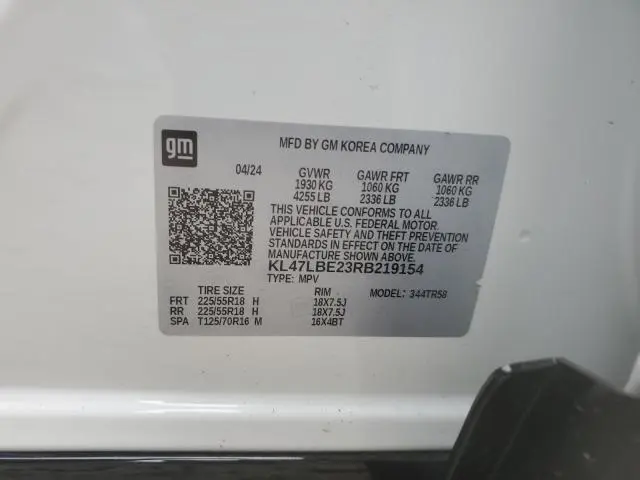 gm
MFD BY GM KOREA COMPANY
04/24 GVWR GAWR FRT GAWR RR
1930 KG 1060 KG 1060 KG
4255 LB 2336 LB 2336 LB
THIS VEHICLE CONFORMS TO ALL
APPLICABLE U.S. FEDERAL MOTOR
VEHICLE SAFETY AND THEFT PREVENTION
STANDARDS IN EFFECT ON THE DATE OF
MANUFACTURE SHOWN ABOVE.
KL47LBE23RB219154
TYPE: MPV
TIRE SIZE RIM MODEL: 344TR58
FRT 225/55R18 H 18X7.5J
RR 225/55R18 H 18X7.5J
SPA T125/70R16 M 16X4BT